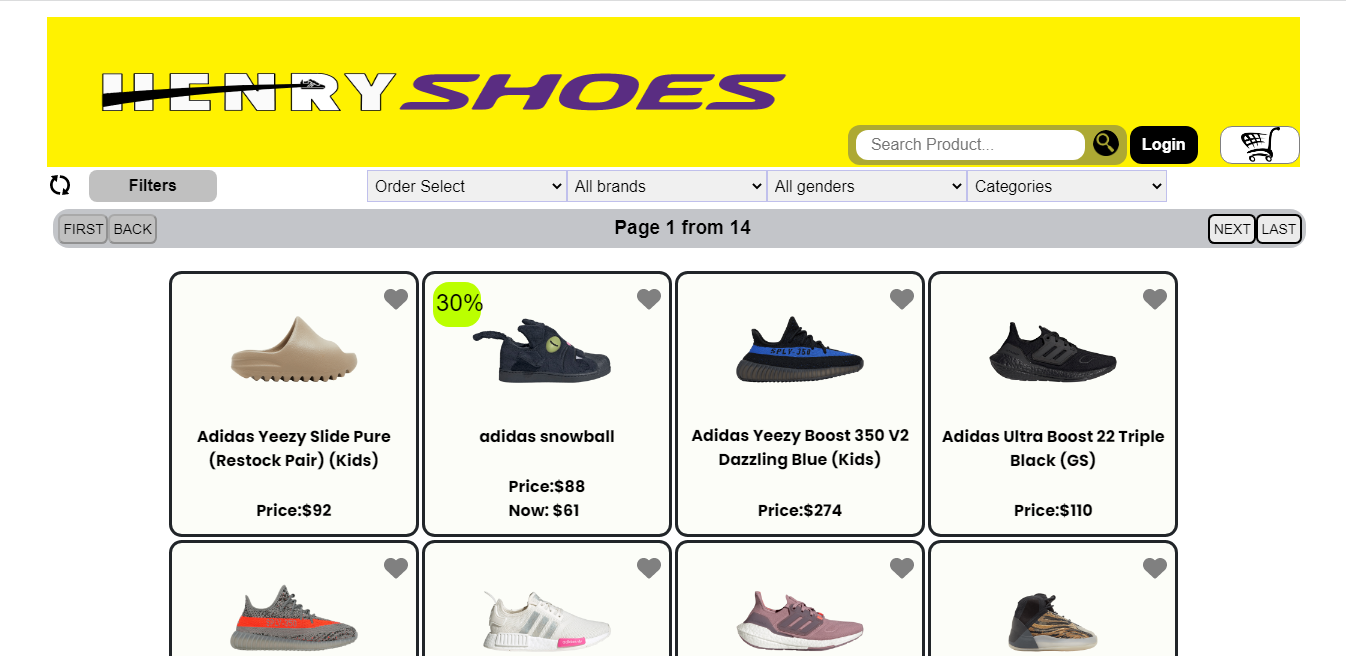 HENRY SHOES
Search Product...
Login
Filters
Order Select
All brands
All genders
Categories
FIRST
BACK
Page 1 from 14
NEXT
LAST
30%
SPLY-350
Adidas Yeezy Slide Pure
(Restock Pair) (Kids)
Price:$92
adidas snowball
Price:$88
Now: $61
Adidas Yeezy Boost 350 V2
Dazzling Blue (Kids)
Price:$274
Adidas Ultra Boost 22 Triple
Black (GS)
Price:$110